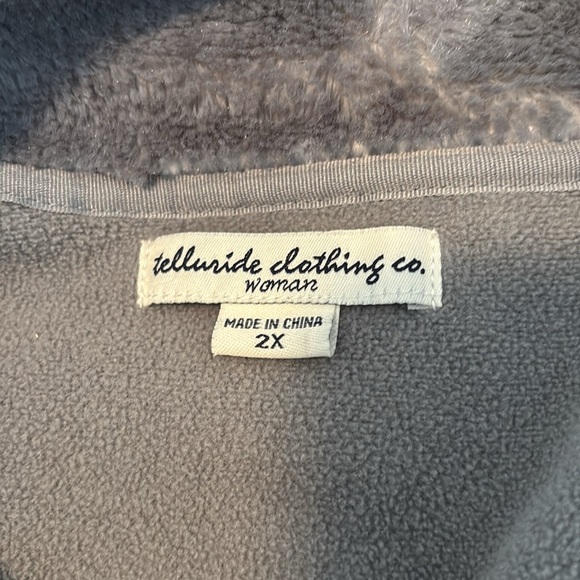 telluride clothing co.
woman
MADE IN CHINA
2X